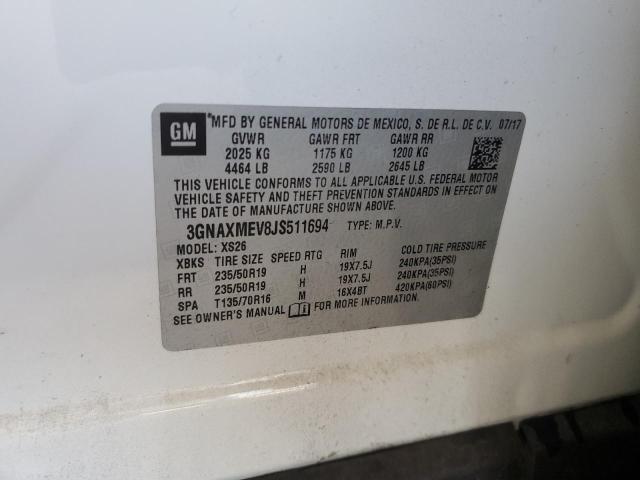 GM
*MFD BY GENERAL MOTORS DE MEXICO, S. DE R.L. DE C.V. 07/17
GVWR GAWR FRT GAWR RR
2025 KG 1175 KG 1200 KG
4464 LB 2590 LB 2645 LB
THIS VEHICLE CONFORMS TO ALL APPLICABLE U.S. FEDERAL MOTOR
VEHICLE SAFETY AND THEFT PREVENTION STANDARDS IN EFFECT ON
THE DATE OF MANUFACTURE SHOWN ABOVE.
3GNAXMEV8JS511694 TYPE: M.P.V.
MODEL: XS26
XBKS TIRE SIZE SPEED RTG RIM COLD TIRE PRESSURE
FRT 235/50R19 H 19X7.5J 240KPA(35PSI)
RR 235/50R19 H 19X7.5J 240KPA(35PSI)
SPA T135/70R16 M 16X4BT 420KPA(60PSI)
SEE OWNER'S MANUAL FOR MORE INFORMATION.